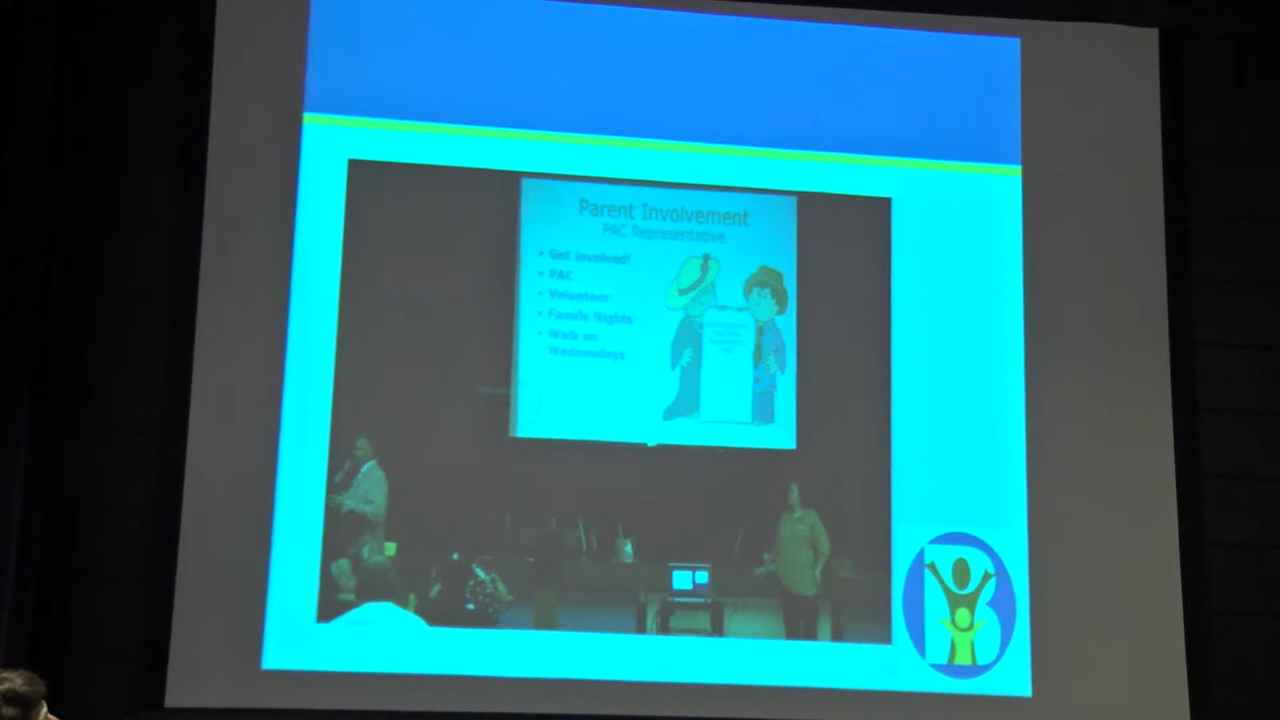 Parent Involvement
PAC Representative
• Get involved!
• PAC
• Volunteer
• Family Nights
• Walk on
Wednesdays
B